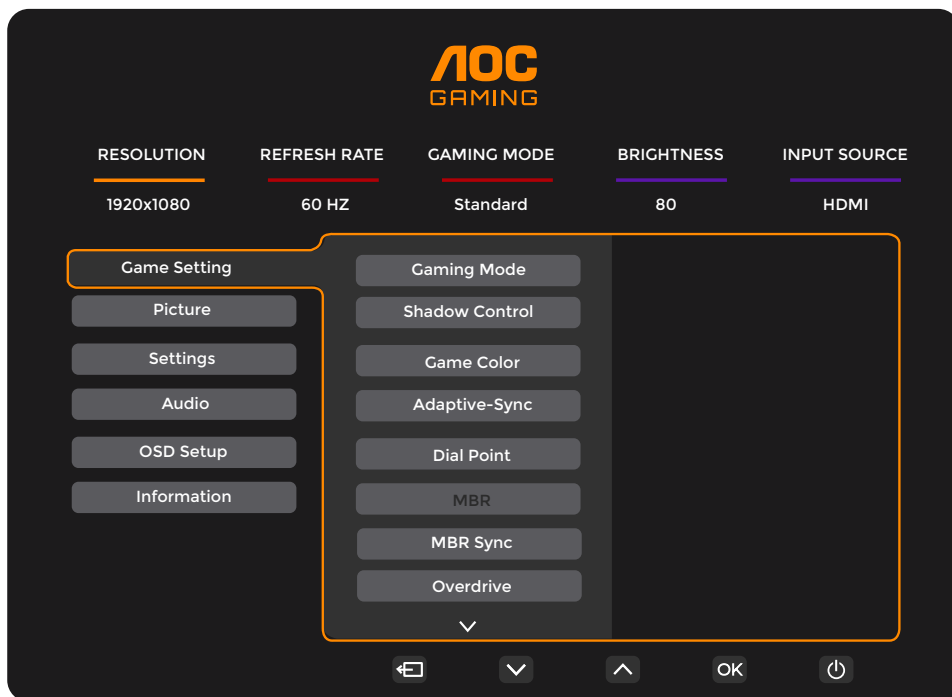 AOC
GAMING
RESOLUTION REFRESH RATE GAMING MODE BRIGHTNESS INPUT SOURCE
1920x1080 60 HZ Standard 80 HDMI
Game Setting
Picture
Settings
Audio
OSD Setup
Information
Gaming Mode
Shadow Control
Game Color
Adaptive-Sync
Dial Point
MBR
MBR Sync
Overdrive
OK